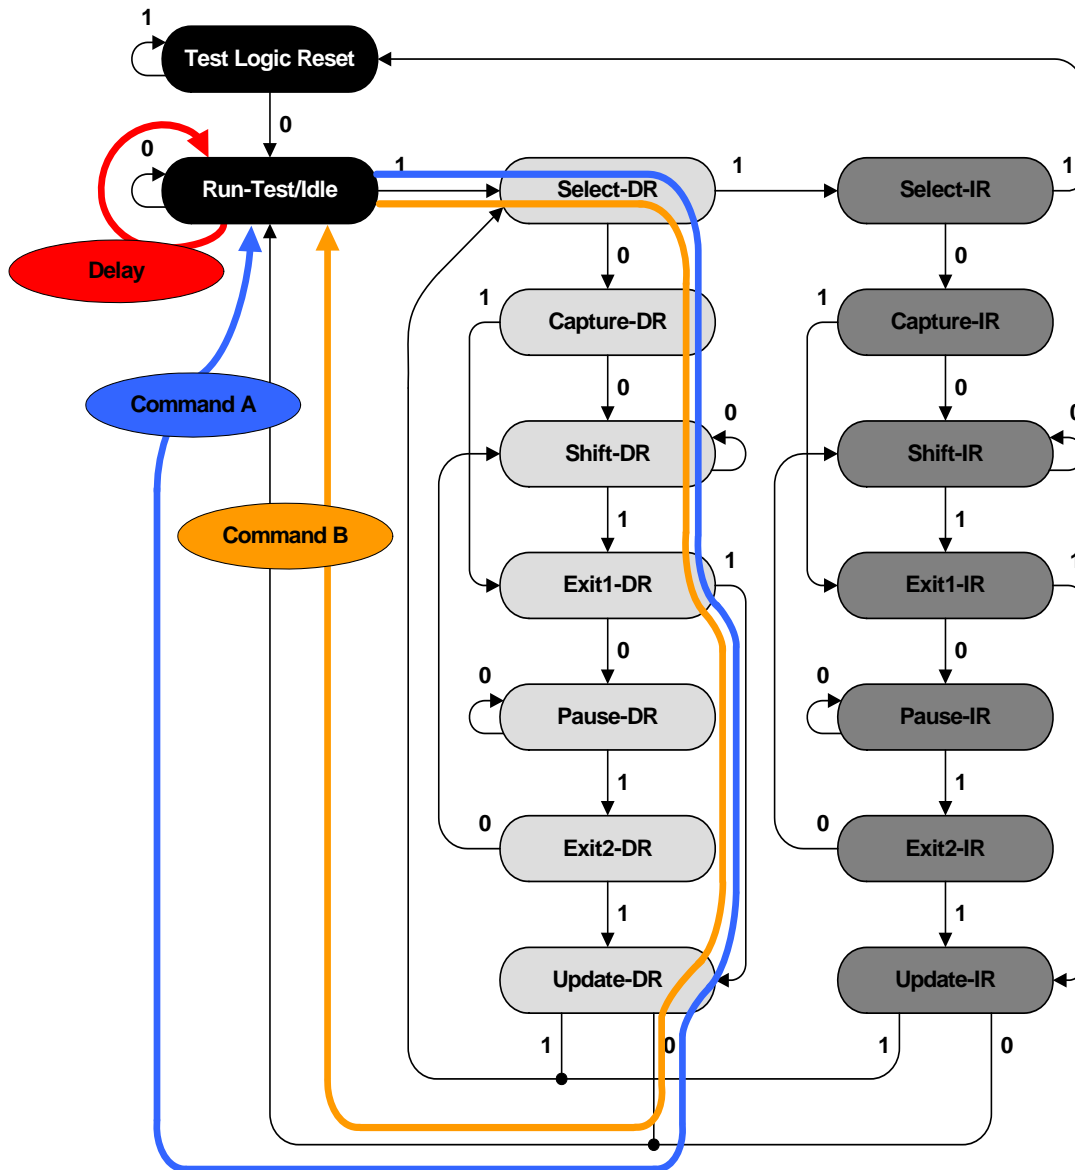 1
Test Logic Reset
0
0
Run-Test/Idle
1
Select-DR
1
Select-IR
1
Delay
0
0
1
Capture-DR
1
Capture-IR
0
0
Command A
0
0
Shift-DR
Shift-IR
1
1
Command B
Exit1-DR
1
Exit1-IR
1
0
0
0
Pause-DR
0
Pause-IR
1
1
0
Exit2-DR
0
Exit2-IR
1
1
Update-DR
Update-IR
1
0
1
0